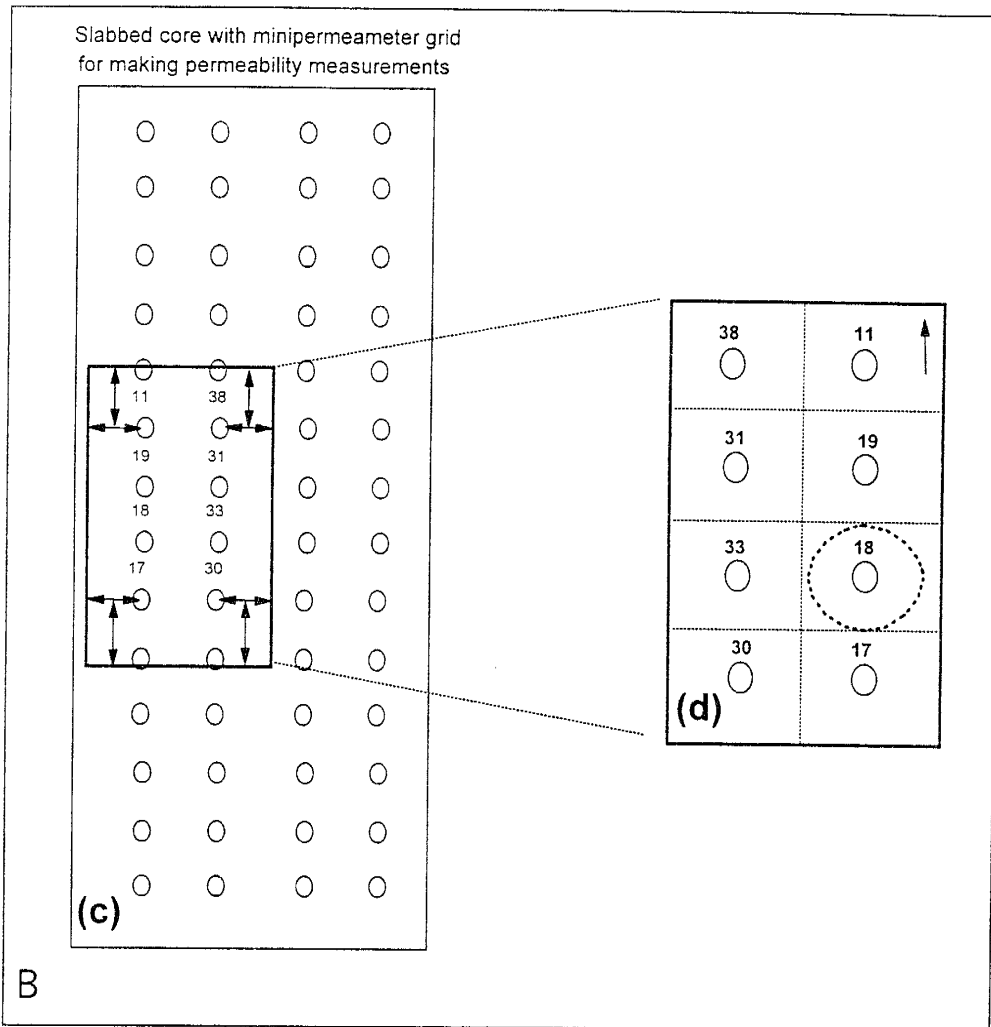 Slabbed core with minipermeameter grid
for making permeability measurements
11 38
19 31
18 33
17 30
(c)
38 11
31 19
33 18
30 17
(d)
B